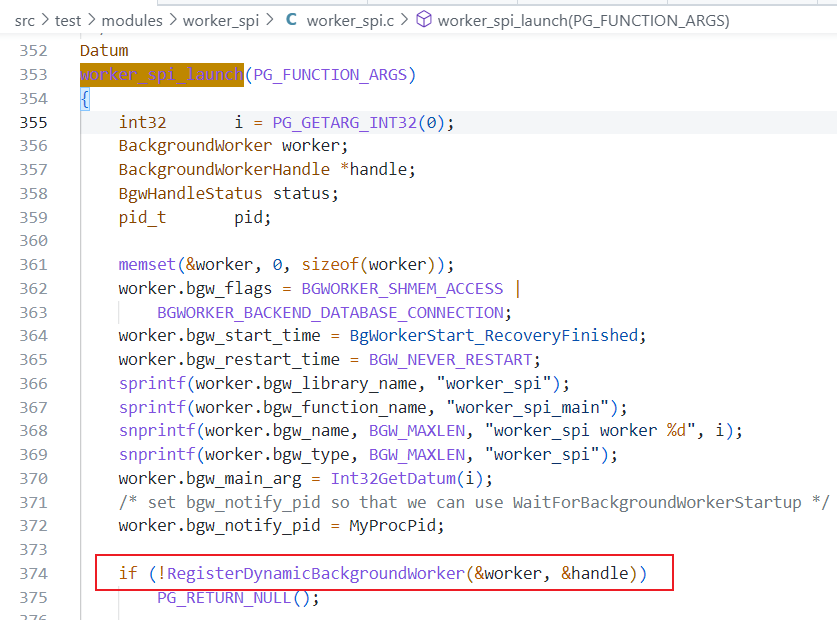 src > test > modules > worker_spi > C worker_spi.c > worker_spi_launch(PG_FUNCTION_ARGS)
352 Datum
353 worker_spi_launch(PG_FUNCTION_ARGS)
354 {
355 int32 i = PG_GETARG_INT32(0);
356 BackgroundWorker worker;
357 BackgroundWorkerHandle *handle;
358 BgwHandleStatus status;
359 pid_t pid;
360
361 memset(&worker, 0, sizeof(worker));
362 worker.bgw_flags = BGWORKER_SHMEM_ACCESS |
363 BGWORKER_BACKEND_DATABASE_CONNECTION;
364 worker.bgw_start_time = BgWorkerStart_RecoveryFinished;
365 worker.bgw_restart_time = BGW_NEVER_RESTART;
366 sprintf(worker.bgw_library_name, "worker_spi");
367 sprintf(worker.bgw_function_name, "worker_spi_main");
368 snprintf(worker.bgw_name, BGW_MAXLEN, "worker_spi worker %d", i);
369 snprintf(worker.bgw_type, BGW_MAXLEN, "worker_spi");
370 worker.bgw_main_arg = Int32GetDatum(i);
371 /* set bgw_notify_pid so that we can use WaitForBackgroundWorkerStartup */
372 worker.bgw_notify_pid = MyProcPid;
373
374 if (!RegisterDynamicBackgroundWorker(&worker, &handle))
375 PG_RETURN_NULL();